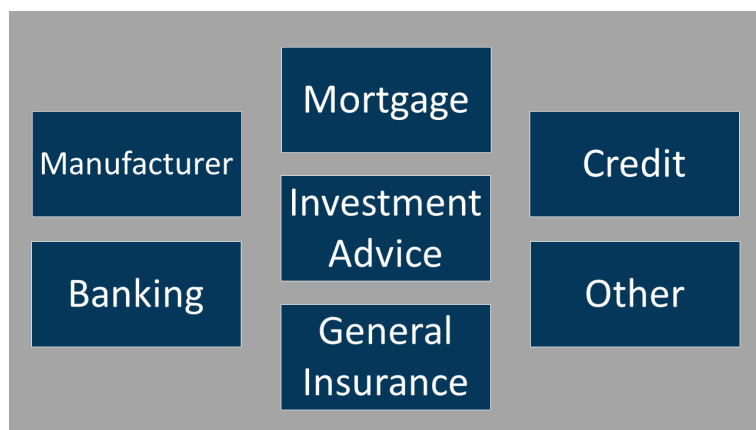 Manufacturer
Banking
Mortgage
Investment
Advice
General
Insurance
Credit
Other